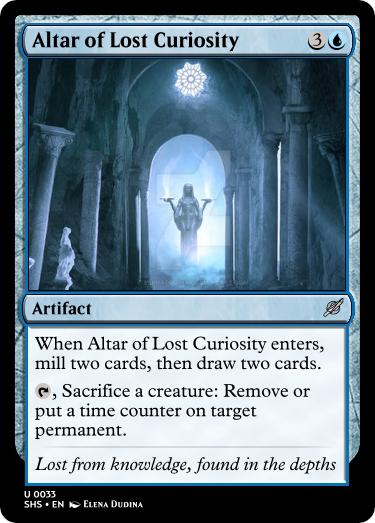 Altar of Lost Curiosity 3
Artifact
When Altar of Lost Curiosity enters,
mill two cards, then draw two cards.
, Sacrifice a creature: Remove or
put a time counter on target
permanent.
Lost from knowledge, found in the depths
U 0033
SHS • EN Elena Dudina